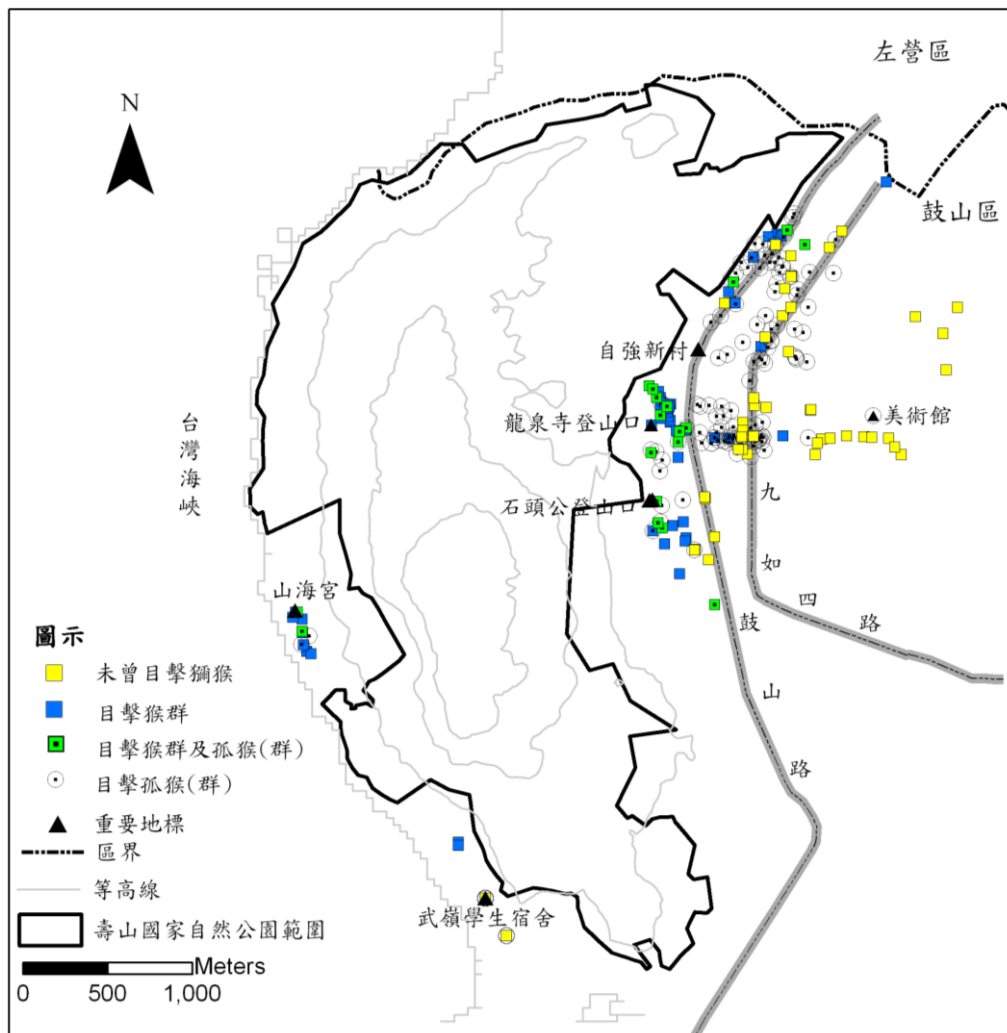 左營區
N
鼓山區
自強新村
台灣海峽
龍泉寺登山口
美術館
石頭公登山口
九如四路
山海宮
鼓山路
圖示
未曾目擊獼猴
目擊猴群
目擊猴群及孤猴(群)
目擊孤猴(群)
重要地標
區界
等高線
武嶺學生宿舍
壽山國家自然公園範圍
Meters
0 500 1,000